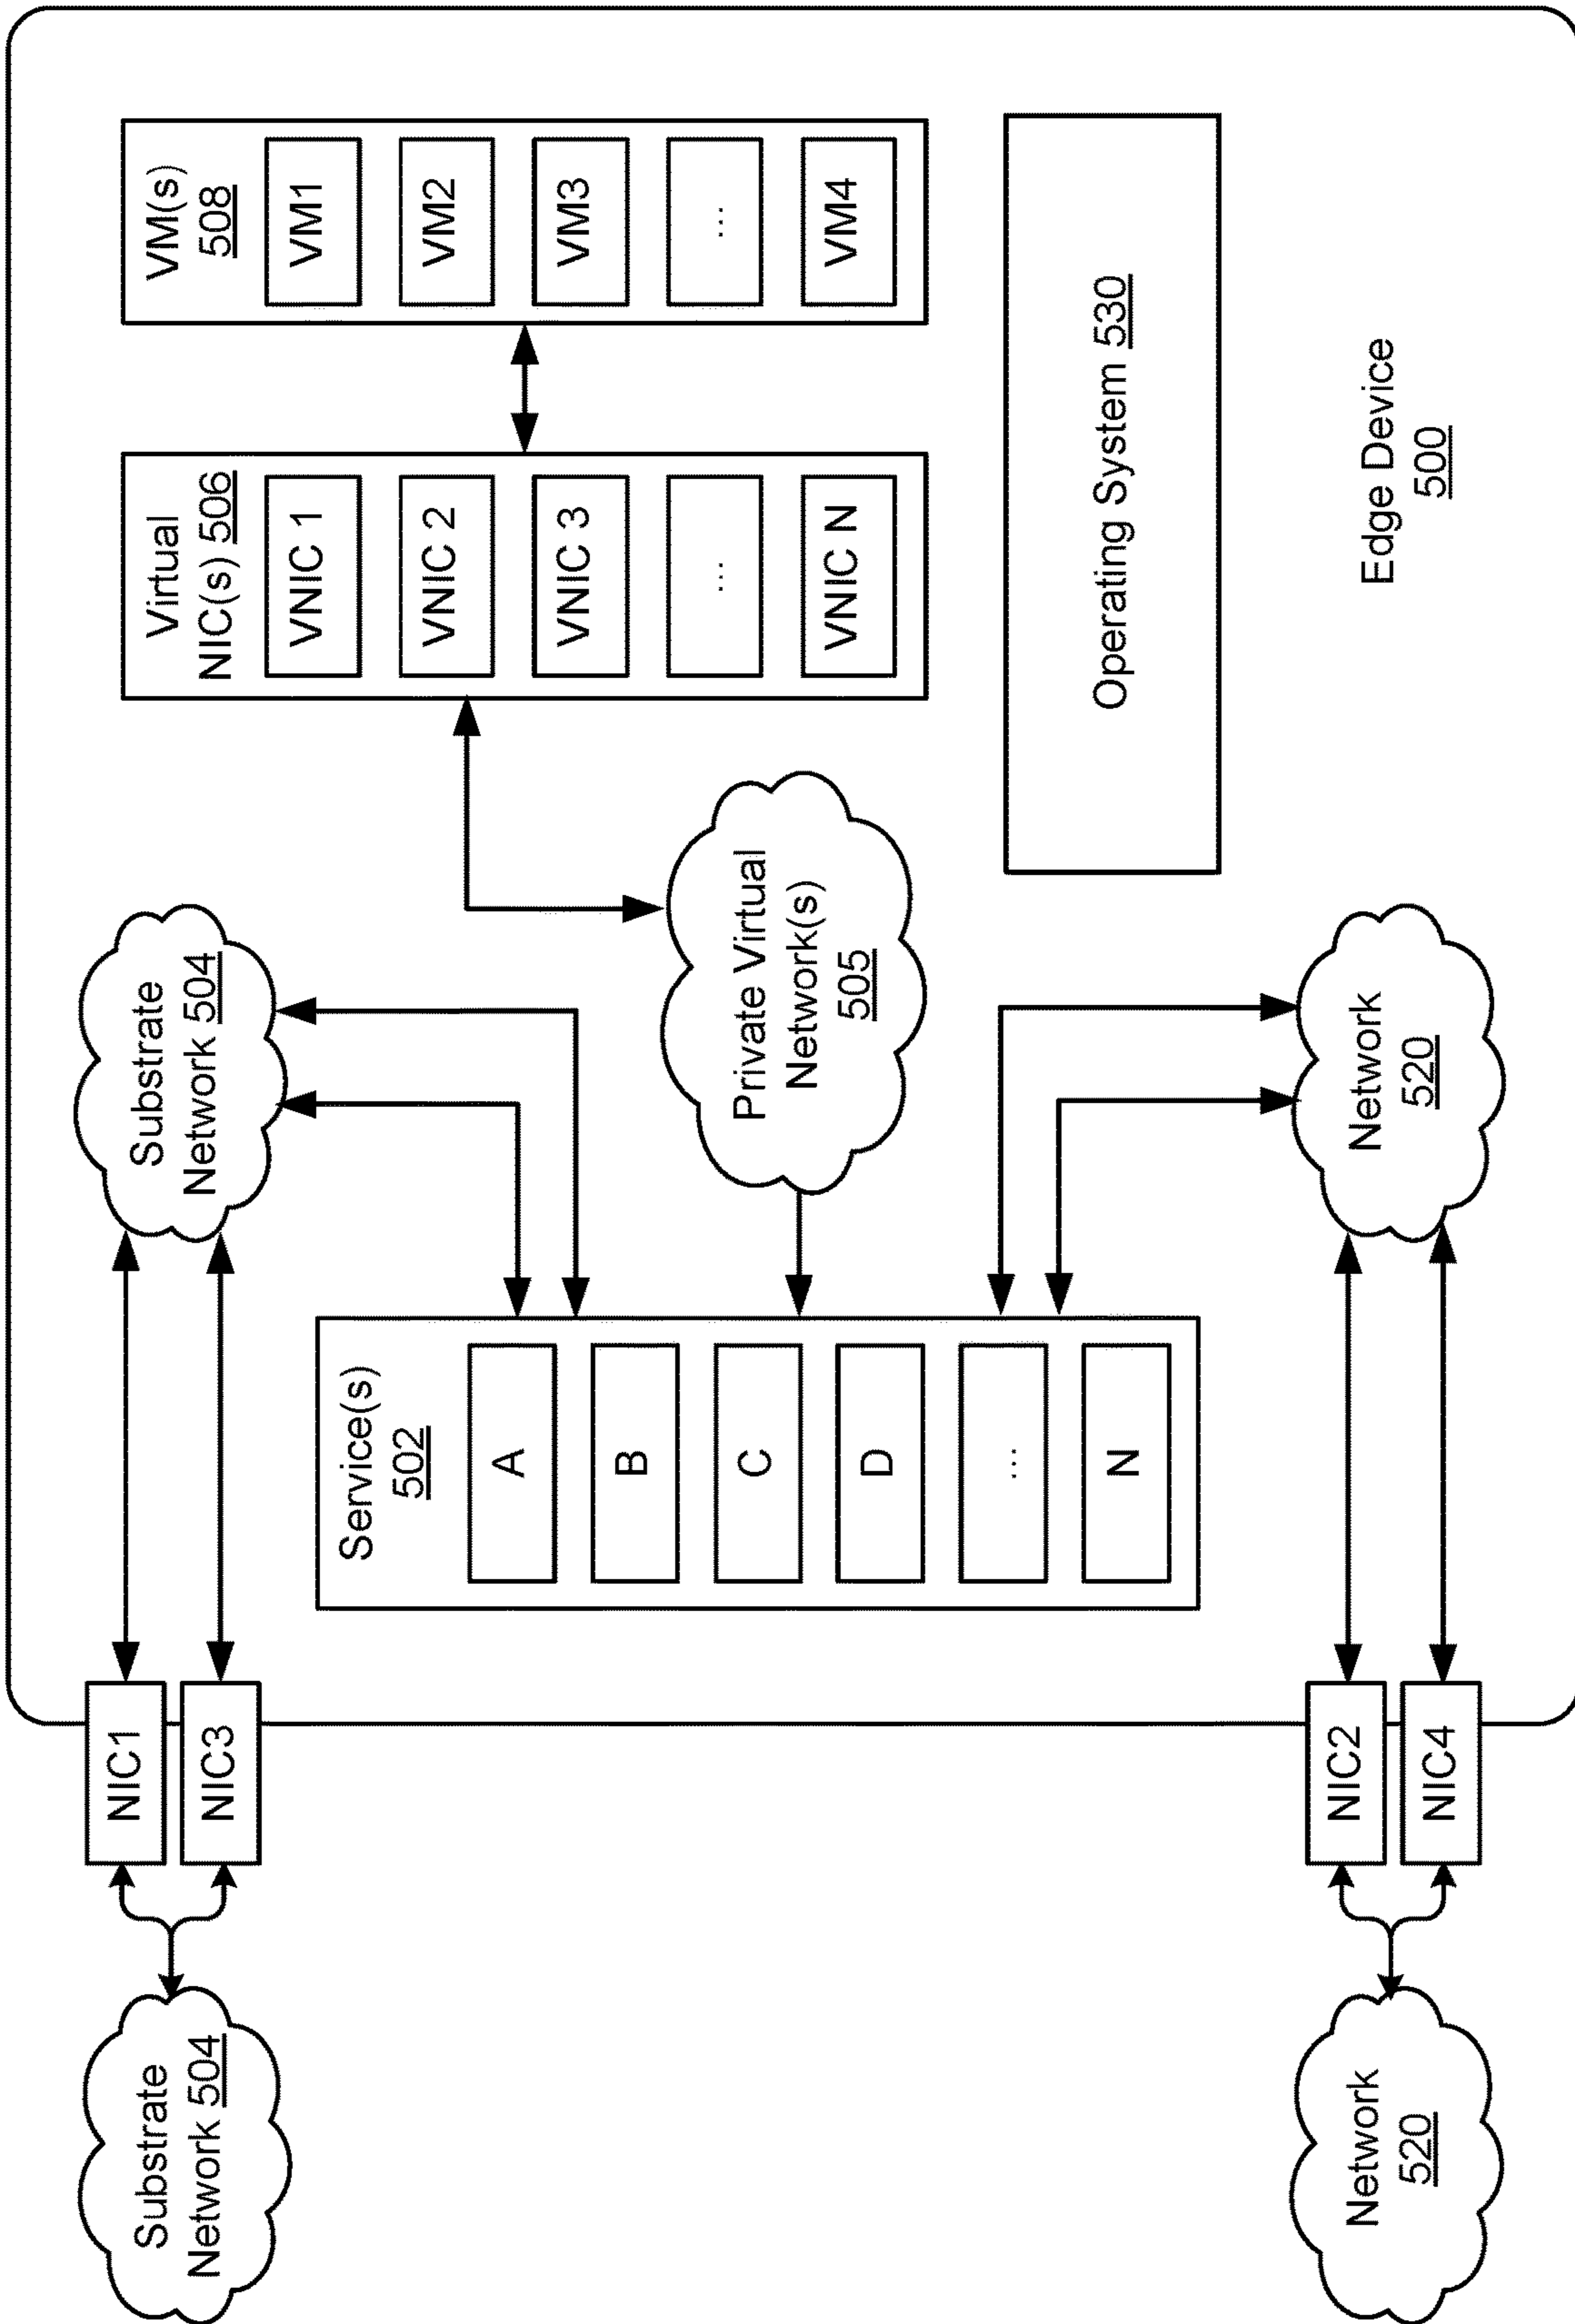 Substrate
Network 504
NIC1
NIC3
Substrate
Network 504
Service(s)
502
A
B
C
D
...
N
Private Virtual
Network(s)
505
Virtual
NIC(s) 506
VNIC 1
VNIC 2
VNIC 3
...
VNIC N
VM(s)
508
VM1
VM2
VM3
...
VM4
Operating System 530
Network
520
NIC2
NIC4
Network
520
Edge Device
500